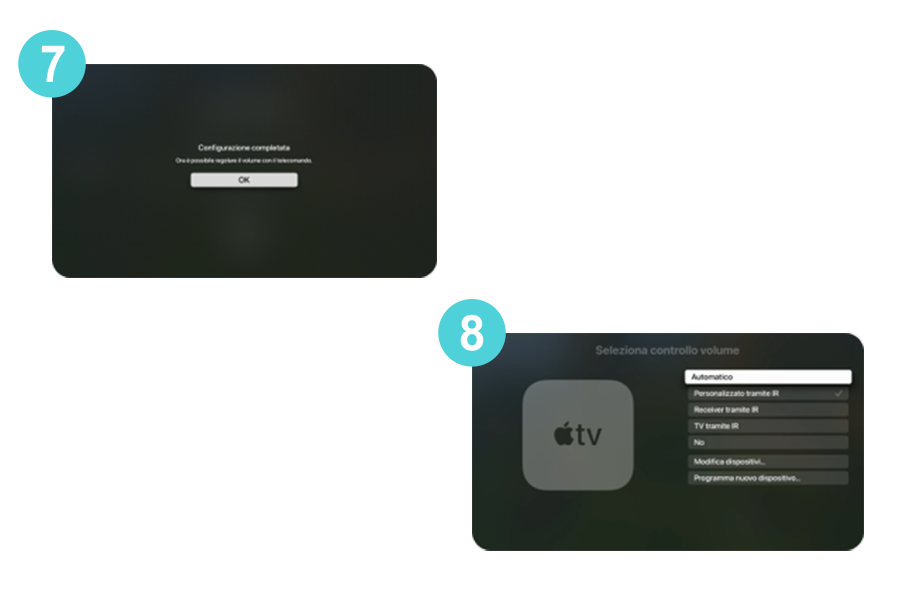 7
Configurazione completata
Ora è possibile regolare il volume con il telecomando.
OK
8
Seleziona controllo volume
tv
Automatico
Personalizzato tramite IR
Receiver tramite IR
TV tramite IR
No
Modifica dispositivi...
Programma nuovo dispositivo...